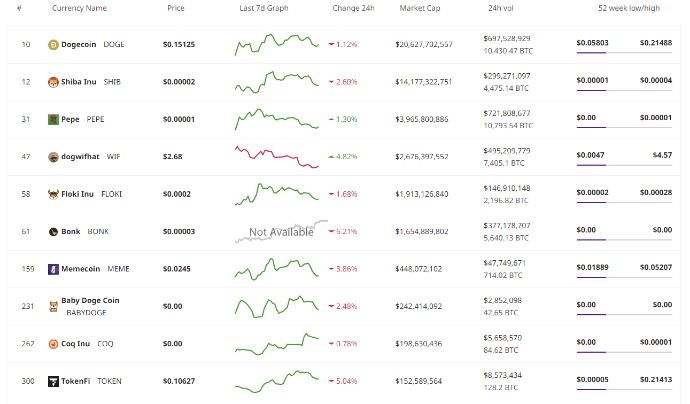 # Currency Name Price Last 7d Graph Change 24h Market Cap 24h vol 52 week low/high
10 Dogecoin DOGE $0.15125 1.12% $20,627,702,557 $697,528,929 $0.05803 $0.21488
10,430.47 BTC
12 Shiba Inu SHIB $0.00002 2.60% $14,177,322,751 $299,271,097 $0.00001 $0.00004
4,475.14 BTC
31 Pepe PEPE $0.00001 1.30% $3,965,800,886 $721,808,677 $0.00 $0.00001
10,793.54 BTC
47 dogwifhat WIF $2.68 4.82% $2,676,397,552 $495,209,779 $0.0047 $4.57
7,405.1 BTC
58 Floki Inu FLOKI $0.0002 1.68% $1,913,126,840 $146,910,148 $0.00002 $0.00028
2,196.82 BTC
61 Bonk BONK $0.00003 Not Available 6.21% $1,654,889,802 $377,178,707 $0.00 $0.00
5,640.13 BTC
159 Memecoin MEME $0.0245 3.86% $448,072,102 $47,749,671 $0.01889 $0.05207
714.02 BTC
231 Baby Doge Coin $0.00 2.48% $242,414,092 $2,852,098 $0.00 $0.00
BABYDOGE 42.65 BTC
262 Coq Inu COQ $0.00 0.78% $198,630,436 $5,658,570 $0.00 $0.00001
84.62 BTC
300 TokenFi TOKEN $0.10627 5.04% $152,589,564 $8,573,434 $0.00005 $0.21413
128.2 BTC